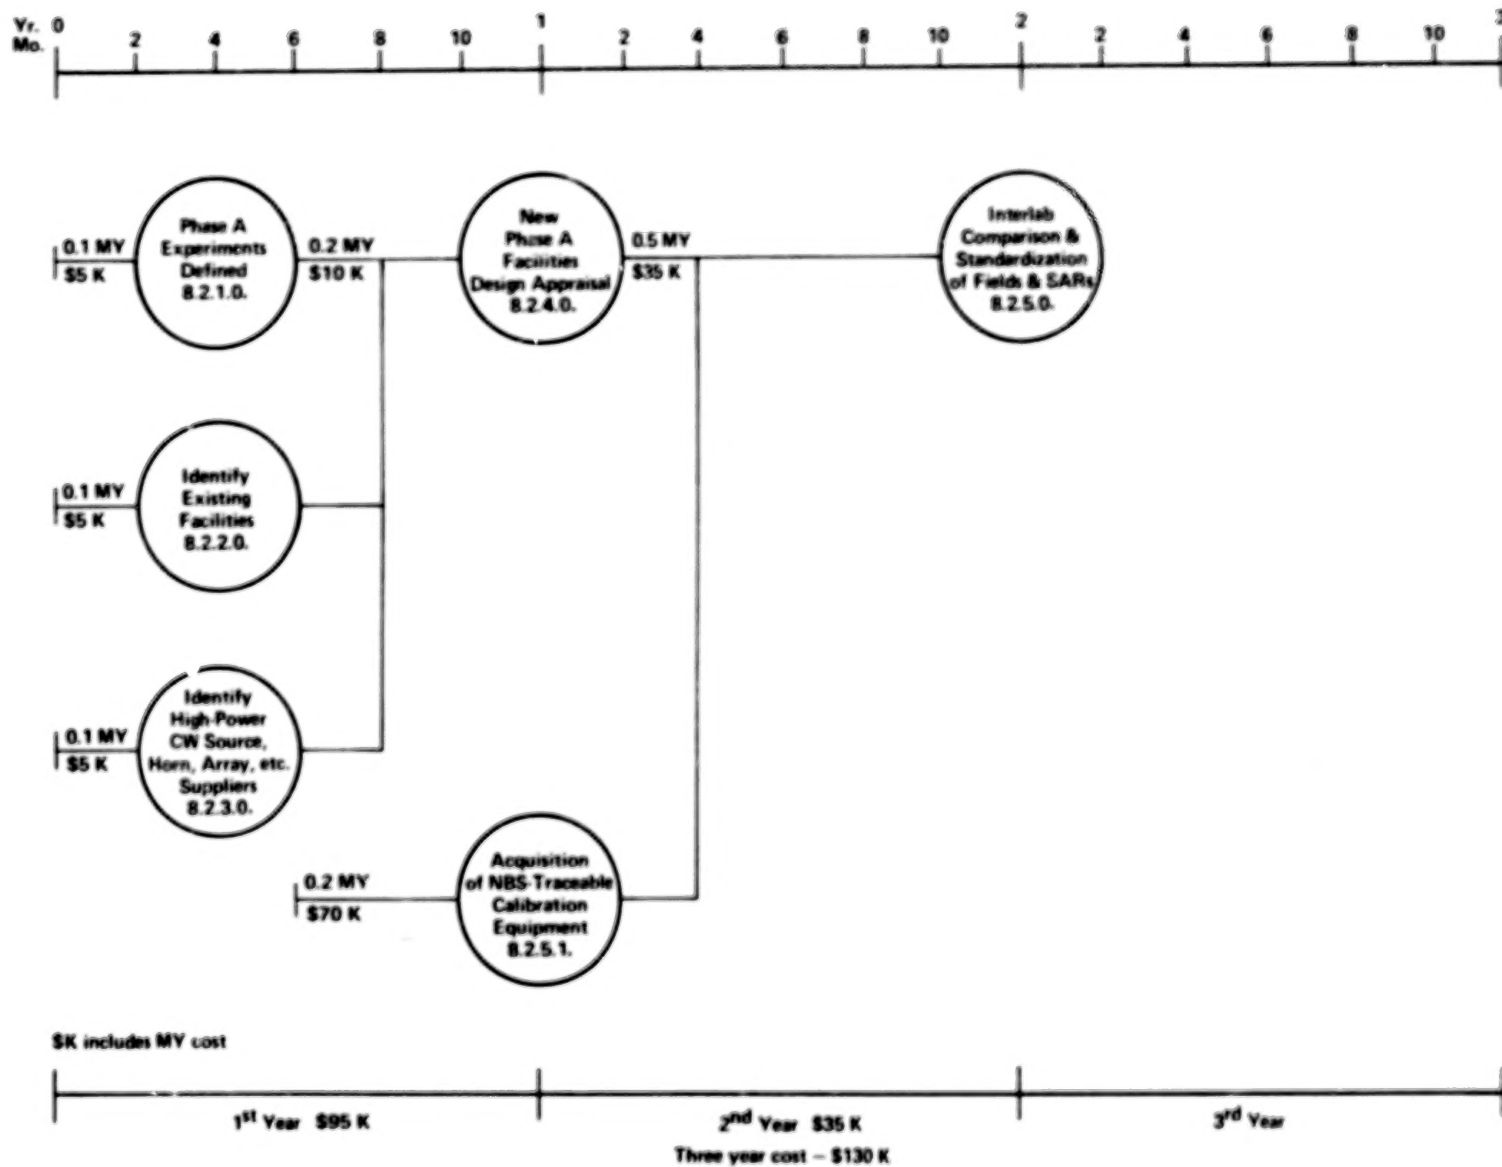 Yr. 0 1 2 3
Mo. 2 4 6 8 10 2 4 6 8 10 2 4 6 8 10
0.1 MY
$5 K
Phase A
Experiments
Defined
8.2.1.0.
0.2 MY
$10 K
New
Phase A
Facilities
Design Appraisal
8.2.4.0.
0.5 MY
$35 K
Interlab
Comparison &
Standardization
of Fields & SARs
8.2.5.0.
0.1 MY
$5 K
Identify
Existing
Facilities
8.2.2.0.
0.1 MY
$5 K
Identify
High-Power
CW Source,
Horn, Array, etc.
Suppliers
8.2.3.0.
0.2 MY
$70 K
Acquisition
of NBS-Traceable
Calibration
Equipment
8.2.5.1.
$K includes MY cost
1st Year $95 K
2nd Year $35 K
3rd Year
Three year cost – $130 K